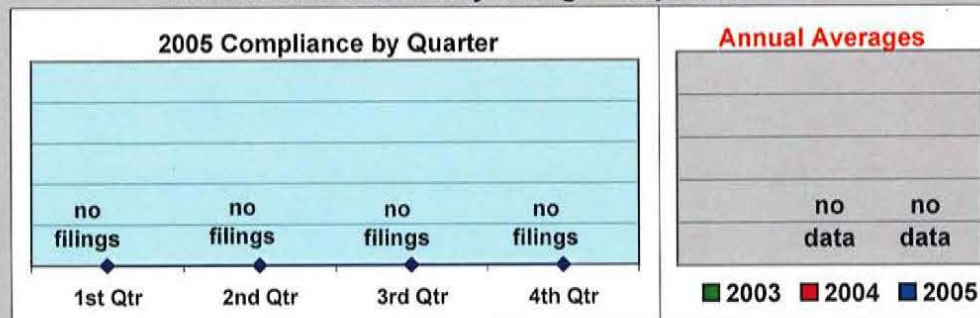 2005 Compliance by Quarter
no no no no
filings filings filings filings
1st Qtr 2nd Qtr 3rd Qtr 4th Qtr
Annual Averages
no no
data data
2003 2004 2005